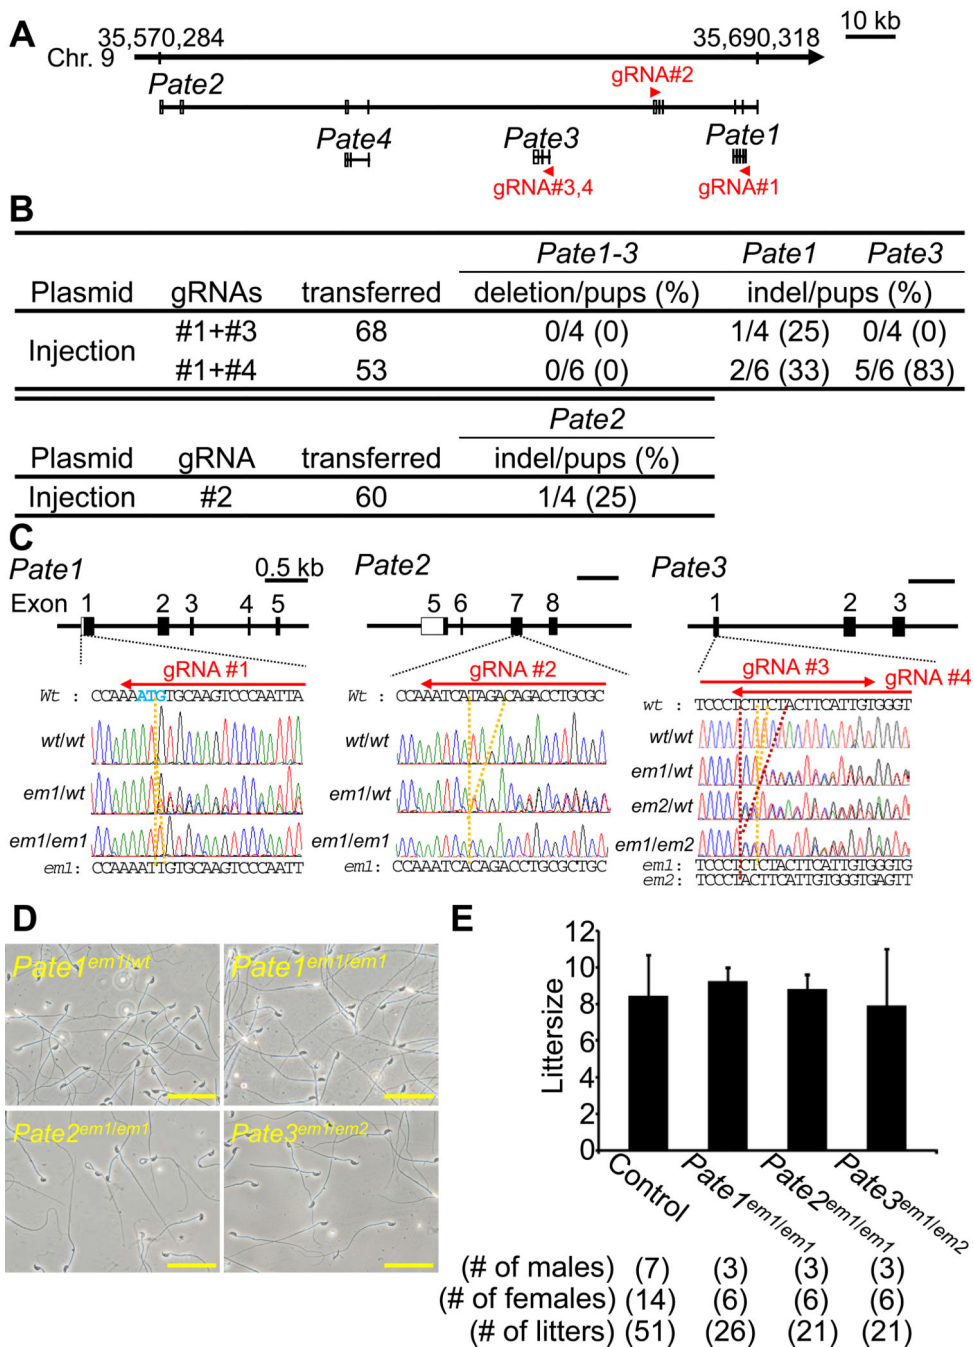 A
35,570,284
35,690,318
10 kb
Chr. 9
gRNA#2
Pate2
Pate4
Pate3
Pate1
gRNA#3,4
gRNA#1
B
Pate1-3 Pate1 Pate3
Plasmid gRNAs transferred deletion/pups (%) indel/pups (%)
Injection
#1+#3 68 0/4 (0) 1/4 (25) 0/4 (0)
#1+#4 53 0/6 (0) 2/6 (33) 5/6 (83)
Pate2
Plasmid gRNA transferred indel/pups (%)
Injection #2 60 1/4 (25)
C
Pate1
0.5 kb
Exon 1 2 3 4 5
gRNA #1
Wt : CCAAAATGTGCAAGTCCCAATTA
wt/wt
em1/wt
em1/em1
em1: CCAAAATTGTGCAAGTCCCAATT
Pate2
5 6 7 8
gRNA #2
Wt : CCAAATCATAGACAGACCTGCGC
wt/wt
em1/wt
em1/em1
em1: CCAAATCACAGACCTGCGCTGC
Pate3
1 2 3
gRNA #3
gRNA #4
wt : TCCCTCTTCTACTTCATTGTGGGT
wt/wt
em1/wt
em2/wt
em1/em2
em1: TCCCTCTCTACTTCATTGTGGGTG
em2: TCCCTACTTCATTGTGGGTGAGTT
D
Pate1em1/wt
Pate1em1/em1
Pate2em1/em1
Pate3em1/em2
E
Littersize
12
10
8
6
4
2
0
Control
Pate1em1/em1
Pate2em1/em1
Pate3em1/em2
(# of males) (7) (3) (3) (3)
(# of females) (14) (6) (6) (6)
(# of litters) (51) (26) (21) (21)